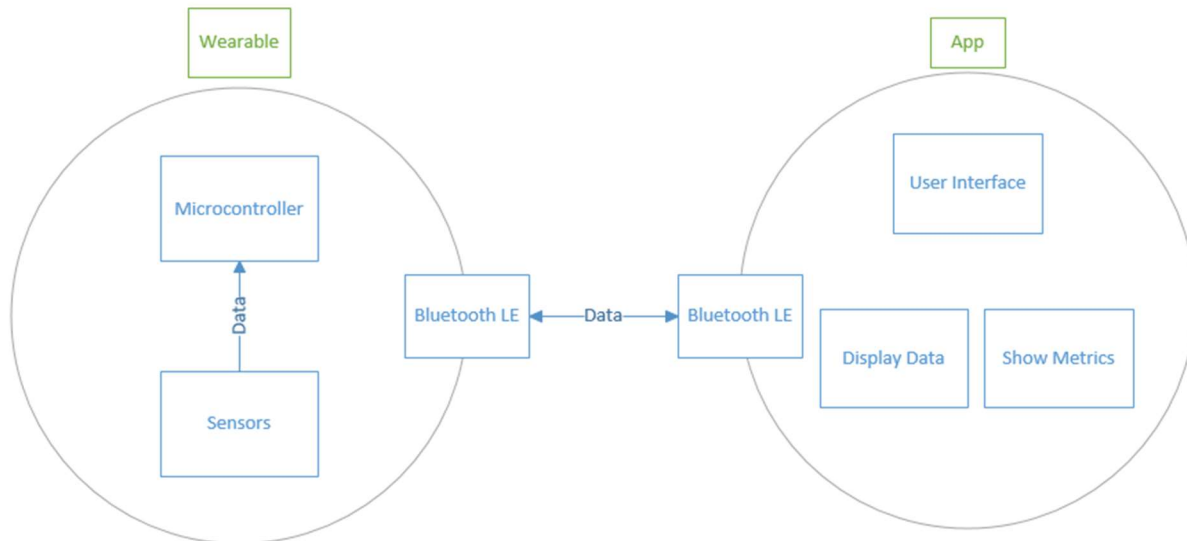 Wearable
App
Microcontroller
User Interface
Data
Bluetooth LE
Data
Bluetooth LE
Display Data
Show Metrics
Sensors